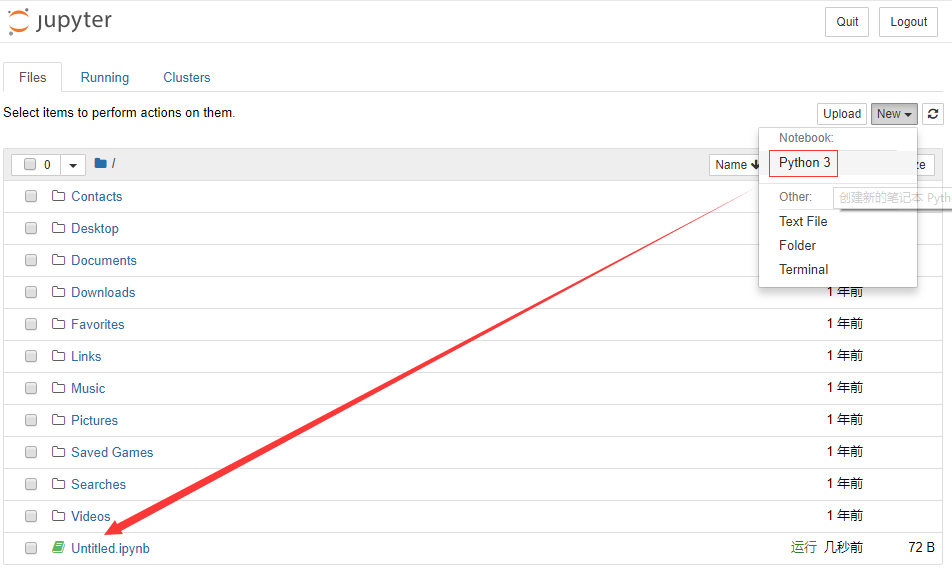 jupyter
Quit
Logout
Files
Running
Clusters
Select items to perform actions on them.
Upload
New
0
/
Name
Notebook:
Python 3
Other:
创建新的笔记本
Text File
Folder
Terminal
Contacts
Desktop
Documents
Downloads 1 年前
Favorites 1 年前
Links 1 年前
Music 1 年前
Pictures 1 年前
Saved Games 1 年前
Searches 1 年前
Videos 1 年前
Untitled.ipynb 运行 几秒前 72 B